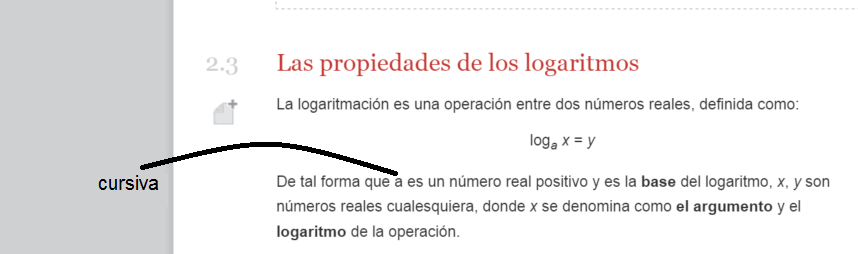 2.3 Las propiedades de los logaritmos
La logaritmación es una operación entre dos números reales, definida como:
logₐ x = y
cursiva
De tal forma que a es un número real positivo y es la base del logaritmo, x, y son
números reales cualesquiera, donde x se denomina como el argumento y el
logaritmo de la operación.